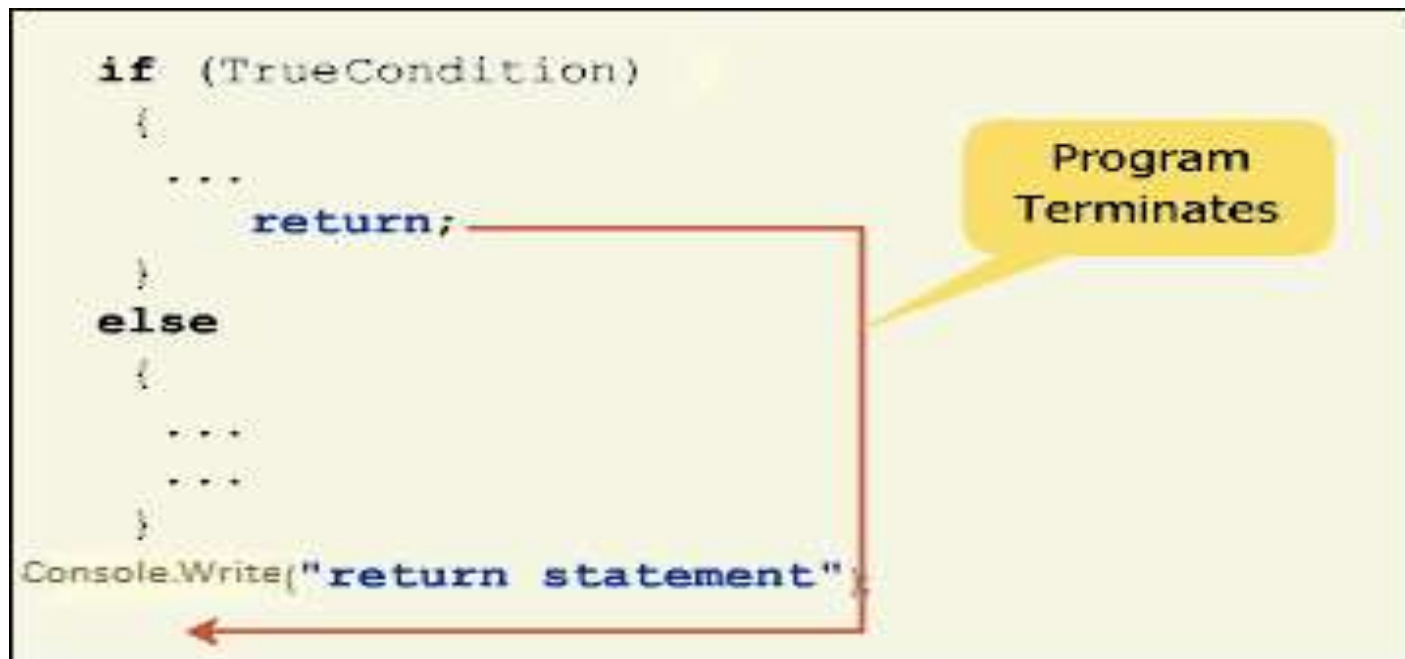 if (TrueCondition)
{
...
return;
}
else
{
...
...
}
Console.Write("return statement");
Program
Terminates